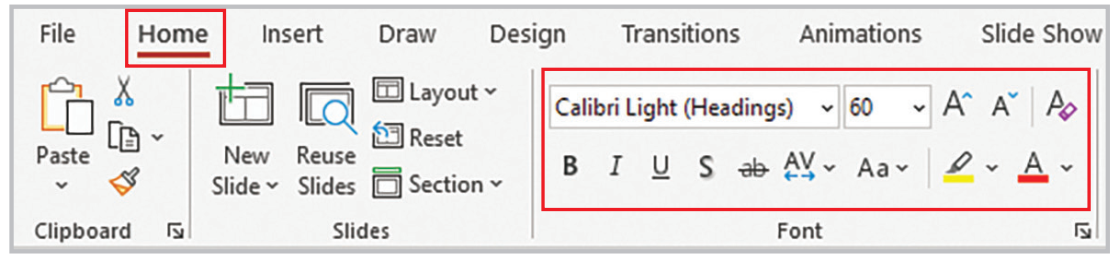 File Home Insert Draw Design Transitions Animations Slide Show
Paste
New Slide
Reuse Slides
Layout
Reset
Section
Calibri Light (Headings) 60 A A A
B I U S ab AV Aa A
Clipboard Slides Font